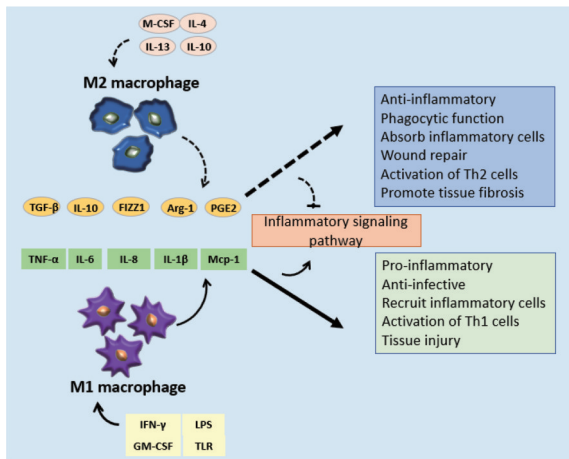 M-CSF IL-4
IL-13 IL-10
M2 macrophage
Anti-inflammatory
Phagocytic function
Absorb inflammatory cells
Wound repair
Activation of Th2 cells
Promote tissue fibrosis
TGF-β IL-10 FIZZ1 Arg-1 PGE2
Inflammatory signaling
pathway
TNF-α IL-6 IL-8 IL-1β Mcp-1
Pro-inflammatory
Anti-infective
Recruit inflammatory cells
Activation of Th1 cells
Tissue injury
M1 macrophage
IFN-γ LPS
GM-CSF TLR